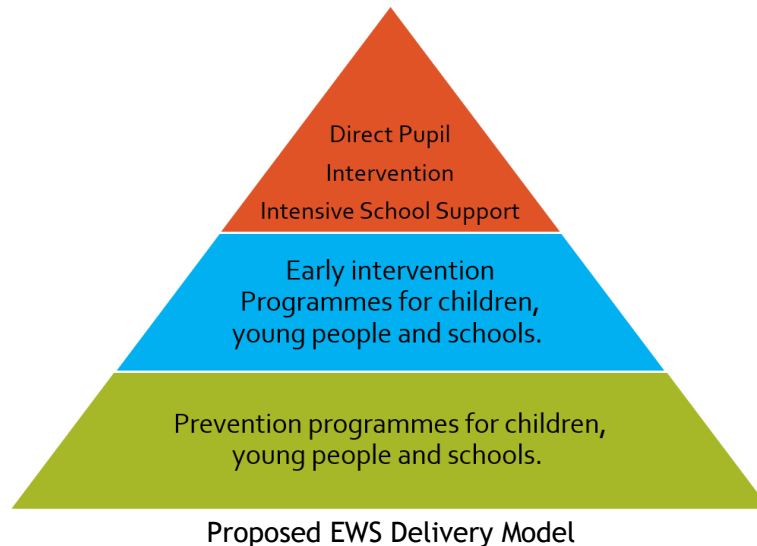 Direct Pupil
Intervention
Intensive School Support
Early intervention
Programmes for children,
young people and schools.
Prevention programmes for children,
young people and schools.
Proposed EWS Delivery Model